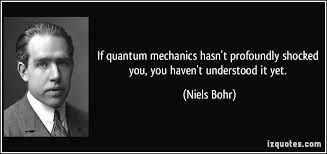 If quantum mechanics hasn't profoundly shocked
you, you haven't understood it yet.
(Niels Bohr)
izquotes.com